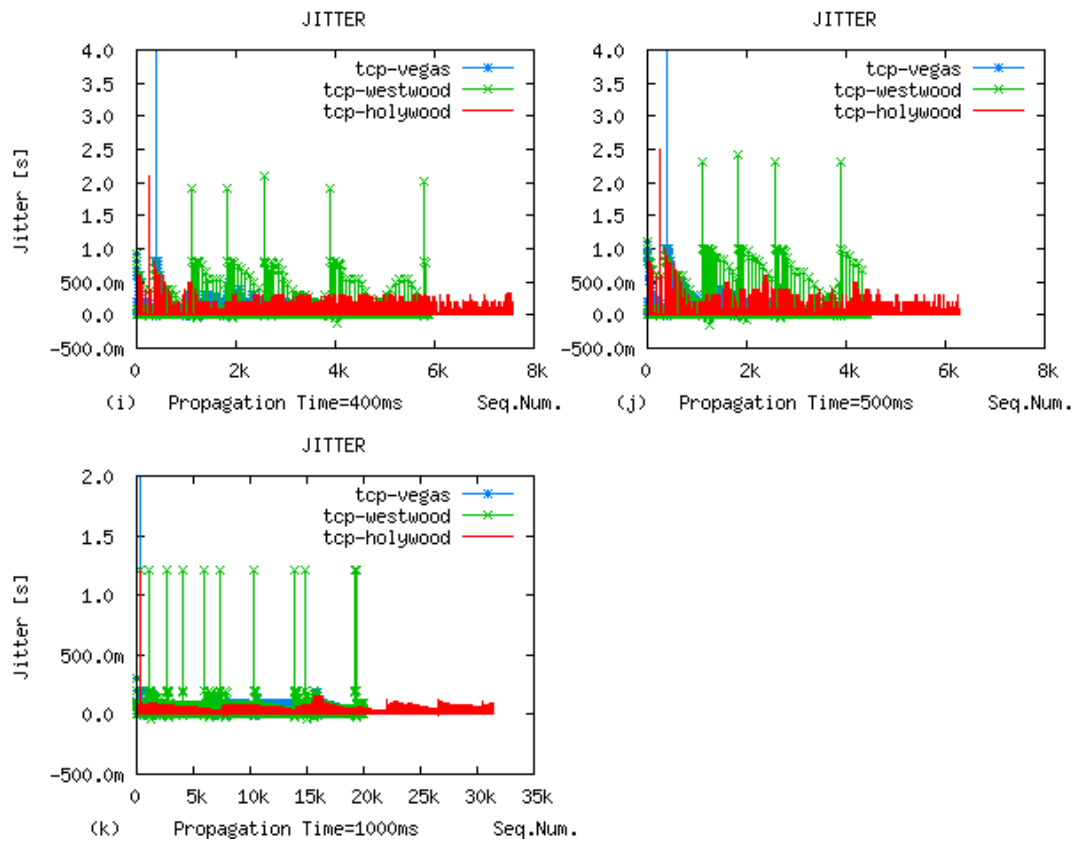 JITTER
4.0
3.5
3.0
2.5
2.0
1.5
1.0
500.0m
0.0
-500.0m
Jitter [s]
tcp-vegas
tcp-westwood
tcp-holywood
0 2k 4k 6k 8k
(i) Propagation Time=400ms Seq.Num.
JITTER
4.0
3.5
3.0
2.5
2.0
1.5
1.0
500.0m
0.0
-500.0m
tcp-vegas
tcp-westwood
tcp-holywood
0 2k 4k 6k 8k
(j) Propagation Time=500ms Seq.Num.
JITTER
2.0
1.5
1.0
500.0m
0.0
-500.0m
Jitter [s]
tcp-vegas
tcp-westwood
tcp-holywood
0 5k 10k 15k 20k 25k 30k 35k
(k) Propagation Time=1000ms Seq.Num.